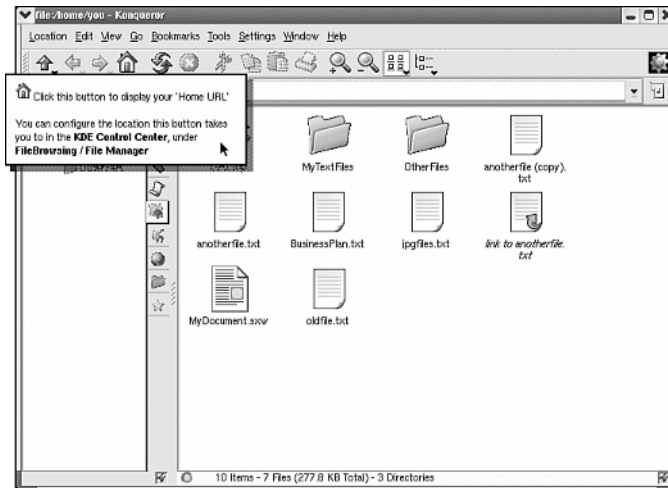 file:/home/you - Konqueror
Location Edit View Go Bookmarks Tools Settings Window Help
Click this button to display your 'Home URL'
You can configure the location this button takes
you to in the KDE Control Center, under
FileBrowsing / File Manager
MyTextFiles
OtherFiles
anotherfile (copy).
txt
anotherfile.txt
BusinessPlan.txt
jpgfiles.txt
link to anotherfile.
txt
MyDocument.sxw
oldfile.txt
10 Items - 7 Files (277.8 KB Total) - 3 Directories